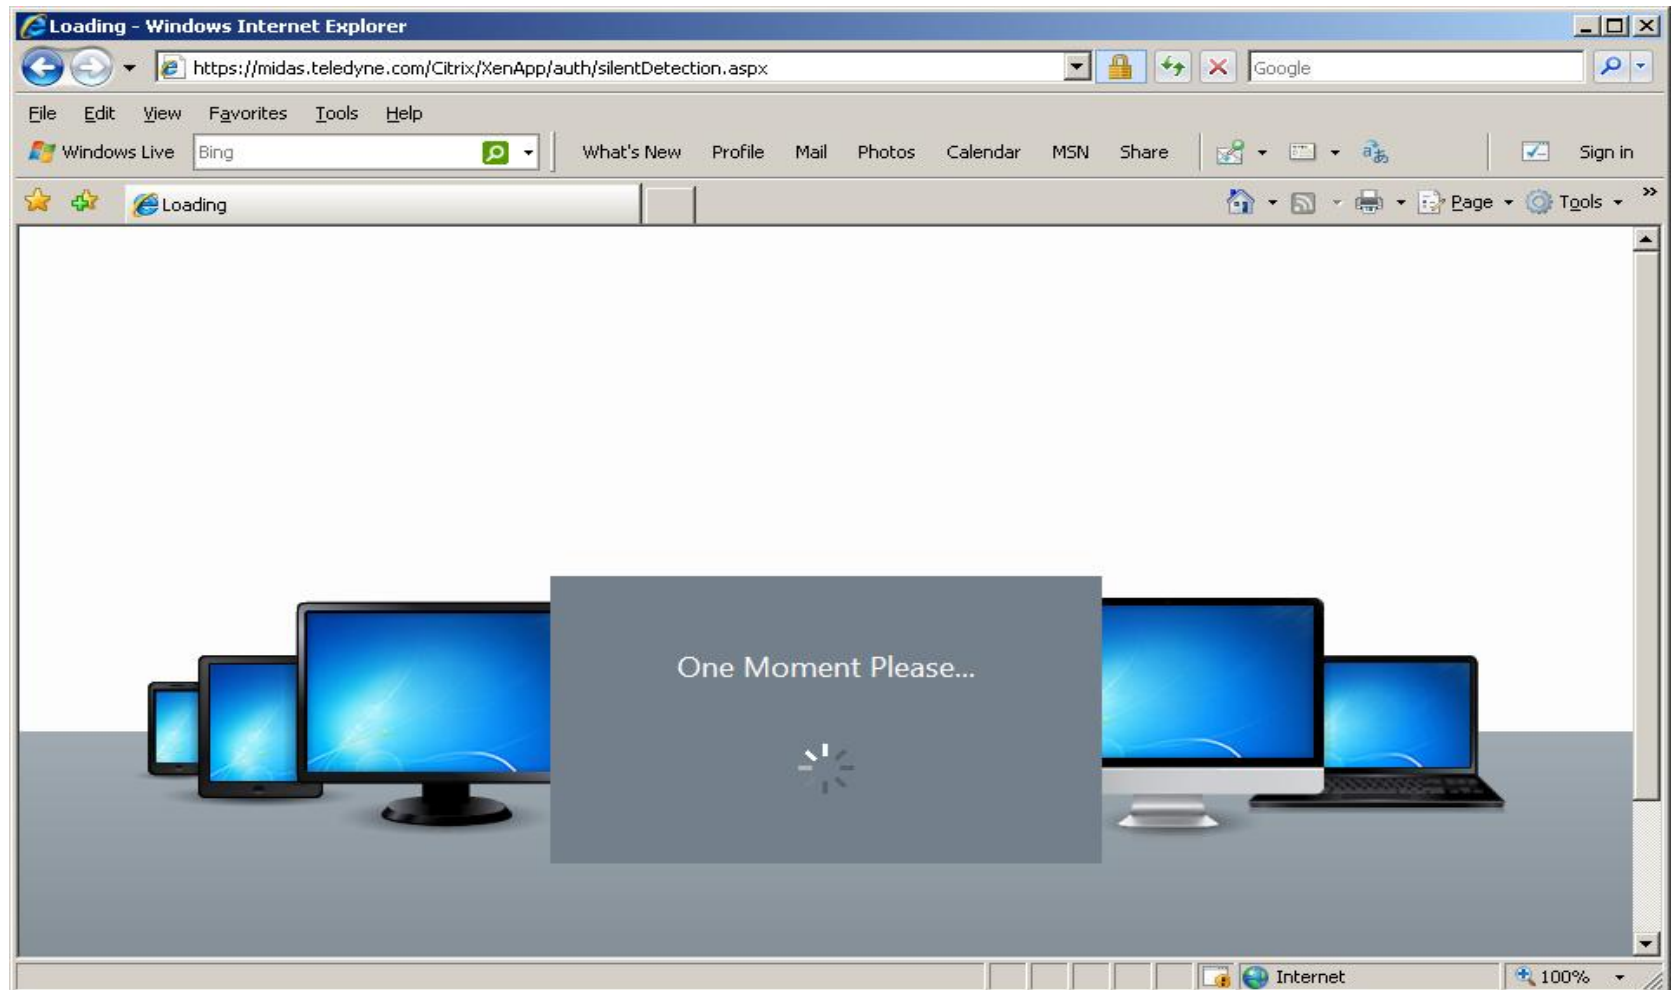 Loading - Windows Internet Explorer
https://midas.teledyne.com/Citrix/XenApp/auth/silentDetection.aspx Google
File Edit View Favorites Tools Help
Windows Live Bing What's New Profile Mail Photos Calendar MSN Share Sign in
Loading Page Tools »
One Moment Please...
Internet 100%